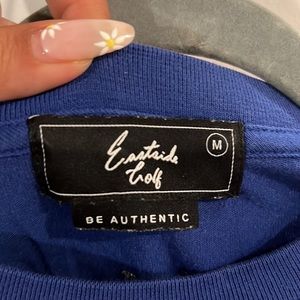 Eastside
Golf
M
BE AUTHENTIC